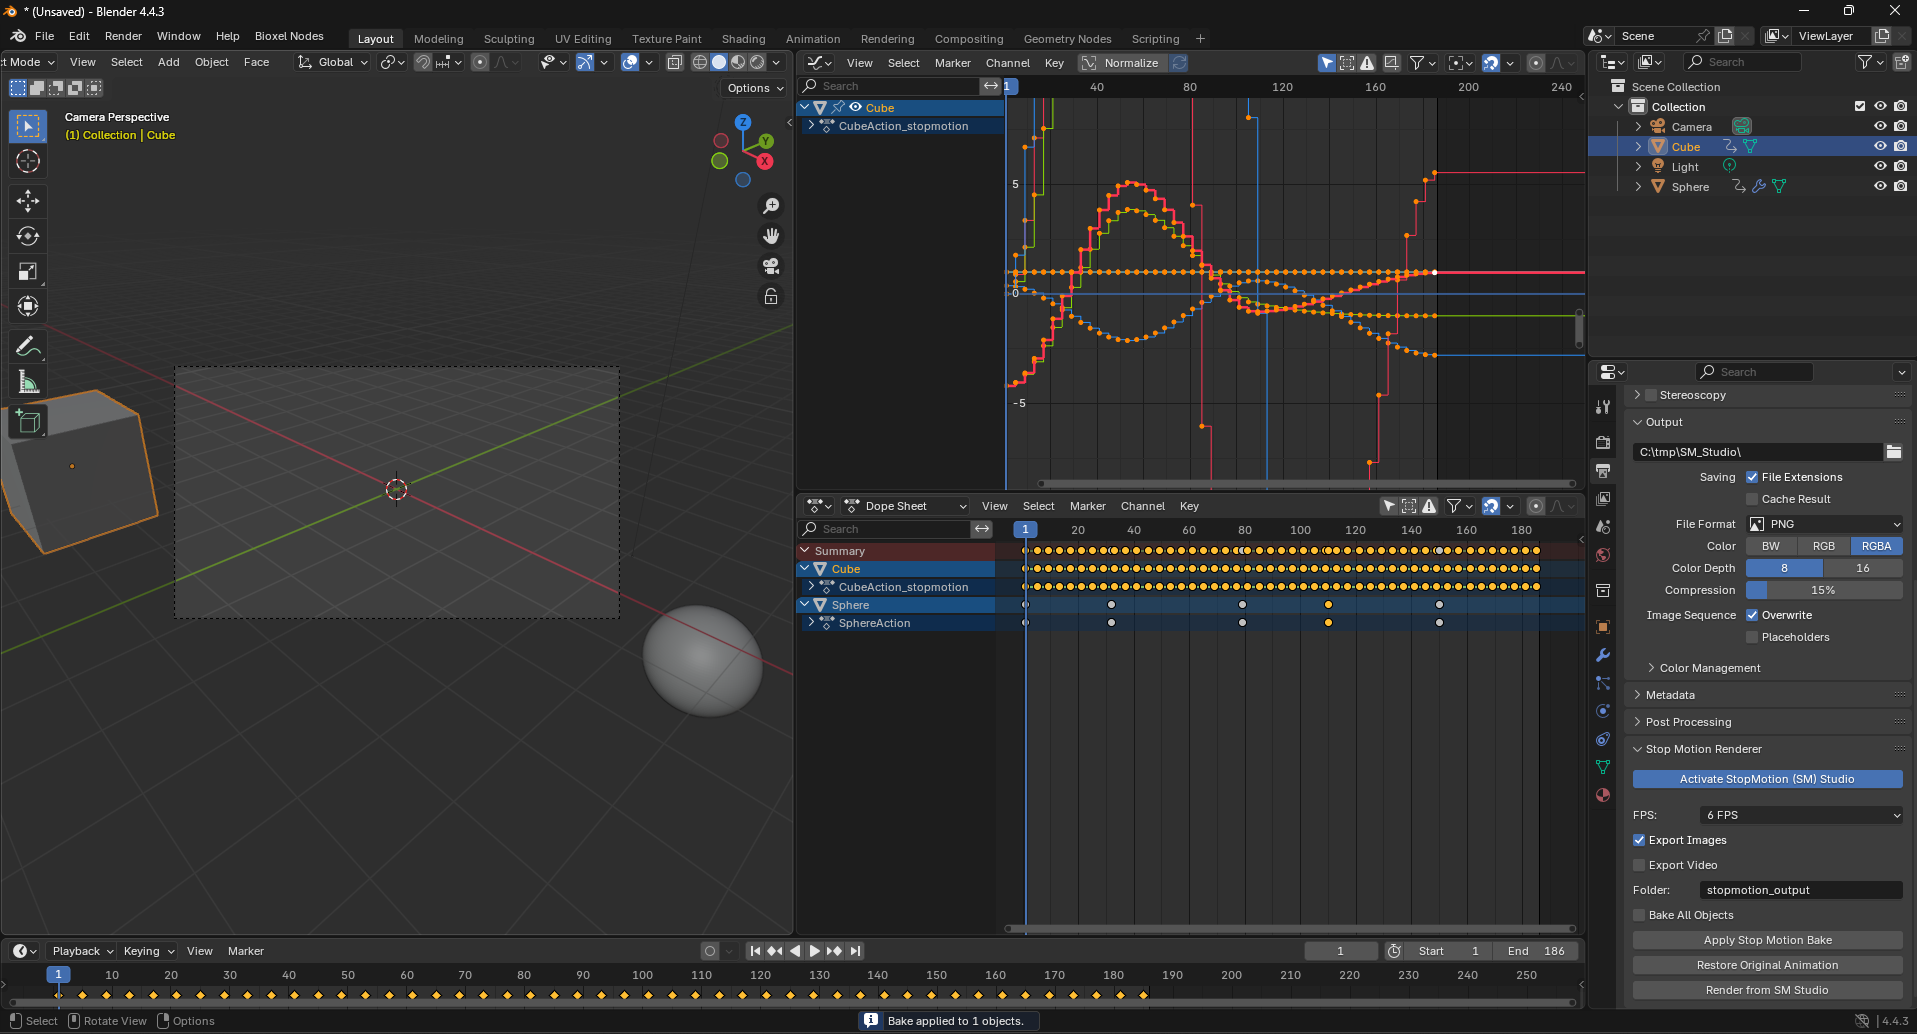 * (Unsaved) - Blender 4.4.3
File Edit Render Window Help Bioxel Nodes
Layout Modeling Sculpting UV Editing Texture Paint Shading Animation Rendering Compositing Geometry Nodes Scripting +
Scene
ViewLayer
t Mode View Select Add Object Face Global
Options
Camera Perspective
(1) Collection | Cube
Z
Y
X
View Select Marker Channel Key Normalize
Search
1 40 80 120 160 200 240
Cube
CubeAction_stopmotion
5
0
-5
Dope Sheet View Select Marker Channel Key
Search
1 20 40 60 80 100 120 140 160 180
Summary
Cube
CubeAction_stopmotion
Sphere
SphereAction
Search
Scene Collection
Collection
Camera
Cube
Light
Sphere
Search
Stereoscopy
Output
C:\tmp\SM_Studio\
Saving File Extensions
Cache Result
File Format PNG
Color BW RGB RGBA
Color Depth 8 16
Compression 15%
Image Sequence Overwrite
Placeholders
Color Management
Metadata
Post Processing
Stop Motion Renderer
Activate StopMotion (SM) Studio
FPS: 6 FPS
Export Images
Export Video
Folder: stopmotion_output
Bake All Objects
Apply Stop Motion Bake
Restore Original Animation
Render from SM Studio
Playback Keying View Marker
1 Start 1 End 186
1 10 20 30 40 50 60 70 80 90 100 110 120 130 140 150 160 170 180 190 200 210 220 230 240 250
Select Rotate View Options
Bake applied to 1 objects.
4.4.3